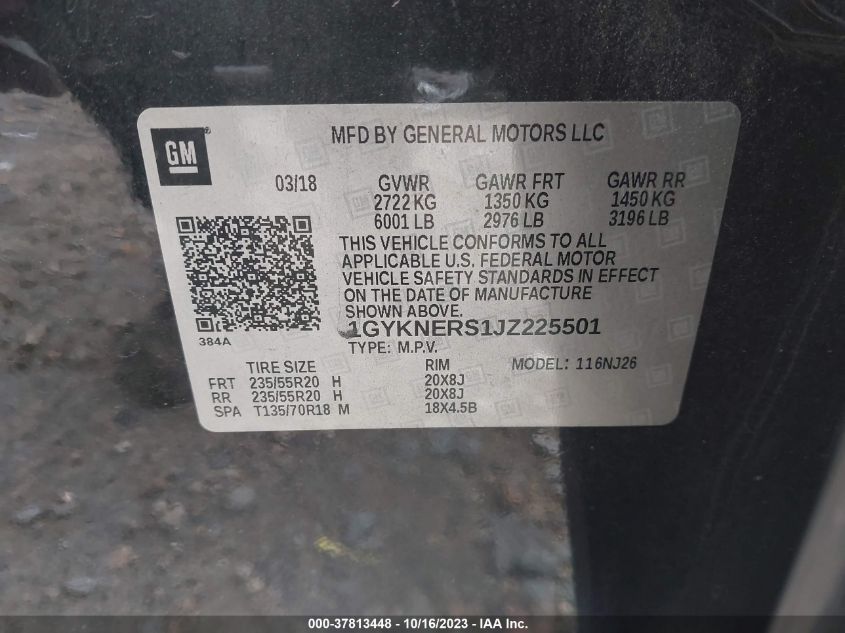 GM
MFD BY GENERAL MOTORS LLC
03/18 GVWR GAWR FRT GAWR RR
2722 KG 1350 KG 1450 KG
6001 LB 2976 LB 3196 LB
THIS VEHICLE CONFORMS TO ALL
APPLICABLE U.S. FEDERAL MOTOR
VEHICLE SAFETY STANDARDS IN EFFECT
ON THE DATE OF MANUFACTURE
SHOWN ABOVE.
384A
1GYKNERS1JZ225501
TYPE: M.P.V.
TIRE SIZE RIM MODEL: 116NJ26
FRT 235/55R20 H 20X8J
RR 235/55R20 H 20X8J
SPA T135/70R18 M 18X4.5B
000-37813448 - 10/16/2023 - IAA Inc.